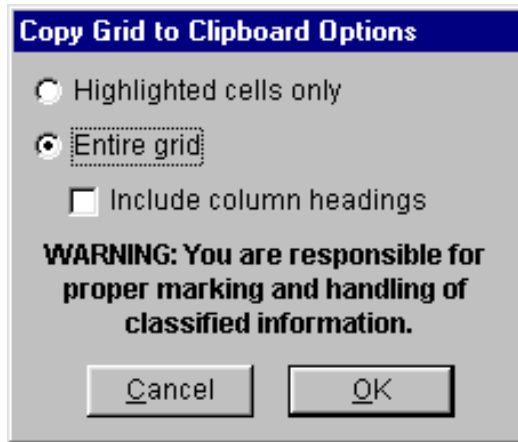 Copy Grid to Clipboard Options
Highlighted cells only
Entire grid
Include column headings
WARNING: You are responsible for
proper marking and handling of
classified information.
Cancel OK